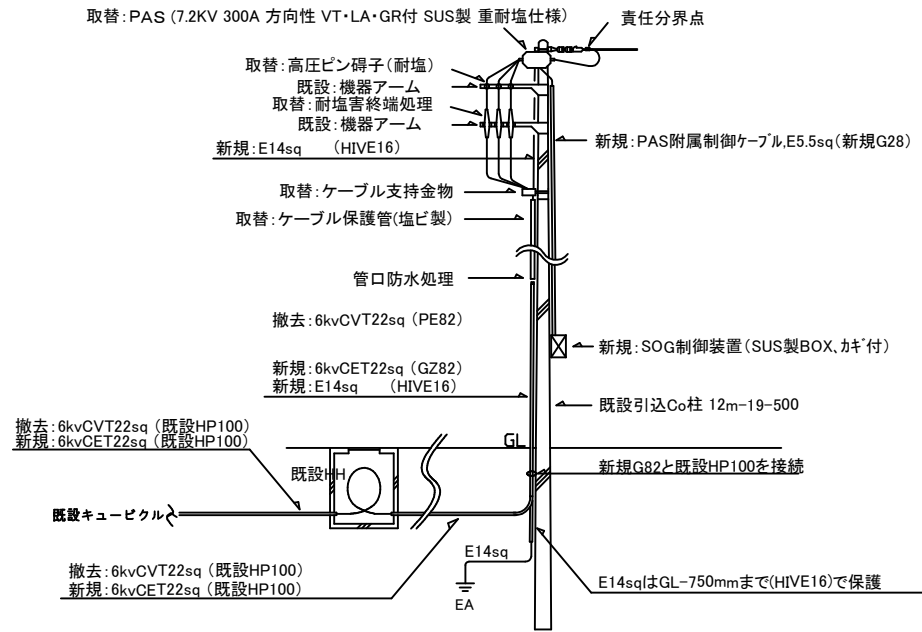 取替：PAS (7.2KV 300A 方向性 VT・LA・GR付 SUS製 重耐塩仕様)
責任分界点
取替：高圧ピン碍子（耐塩）
既設：機器アーム
取替：耐塩害終端処理
既設：機器アーム
新規：E14sq （HIVE16）
新規：PAS附属制御ケーブル,E5.5sq（新規G28）
取替：ケーブル支持金物
取替：ケーブル保護管(塩ビ製)
管口防水処理
撤去：6kvCVT22sq (PE82)
新規：SOG制御装置（SUS製BOX、カギ付）
新規：6kvCET22sq (GZ82)
新規：E14sq （HIVE16）
既設引込Co柱 12m-19-500
撤去：6kvCVT22sq (既設HP100)
新規：6kvCET22sq (既設HP100)
GL
新規G82と既設HP100を接続
既設HH
既設キュービクル
E14sq
撤去：6kvCVT22sq (既設HP100)
新規：6kvCET22sq (既設HP100)
EA
E14sqはGL-750mmまで(HIVE16)で保護